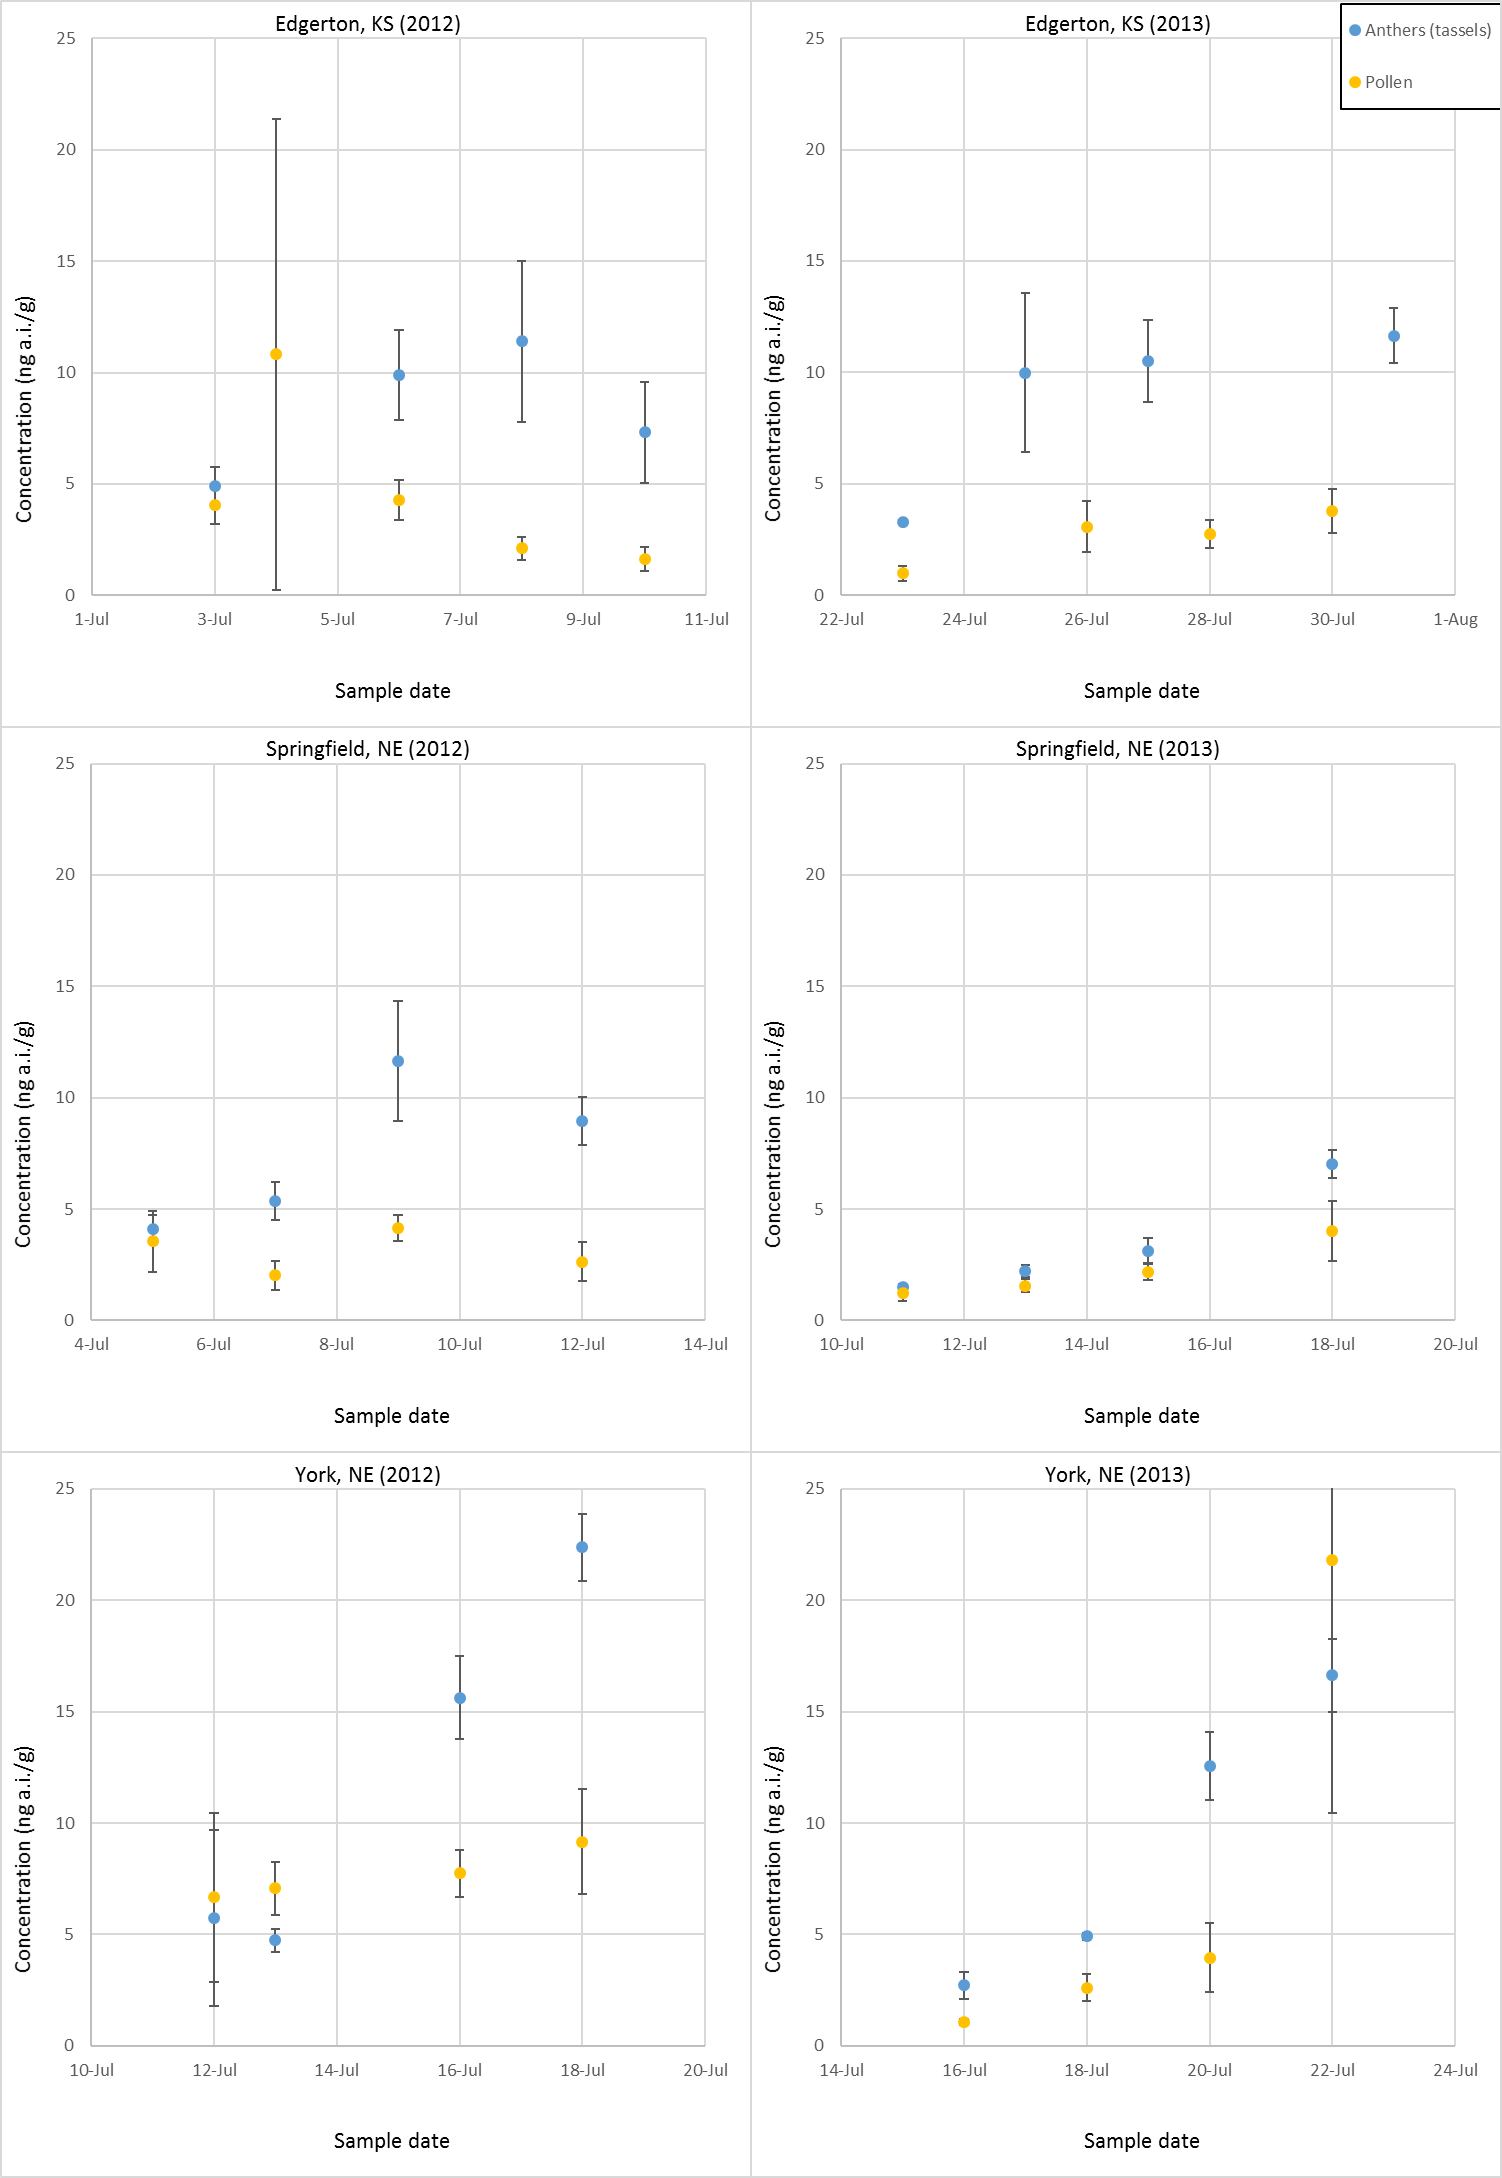 Edgerton, KS (2012)
25
20
15
10
5
0
Concentration (ng a.i./g)
1-Jul 3-Jul 5-Jul 7-Jul 9-Jul 11-Jul
Sample date
Edgerton, KS (2013)
Anthers (tassels)
Pollen
25
20
15
10
5
0
Concentration (ng a.i./g)
22-Jul 24-Jul 26-Jul 28-Jul 30-Jul 1-Aug
Sample date
Springfield, NE (2012)
25
20
15
10
5
0
Concentration (ng a.i./g)
4-Jul 6-Jul 8-Jul 10-Jul 12-Jul 14-Jul
Sample date
Springfield, NE (2013)
25
20
15
10
5
0
Concentration (ng a.i./g)
10-Jul 12-Jul 14-Jul 16-Jul 18-Jul 20-Jul
Sample date
York, NE (2012)
25
20
15
10
5
0
Concentration (ng a.i./g)
10-Jul 12-Jul 14-Jul 16-Jul 18-Jul 20-Jul
Sample date
York, NE (2013)
25
20
15
10
5
0
Concentration (ng a.i./g)
14-Jul 16-Jul 18-Jul 20-Jul 22-Jul 24-Jul
Sample date